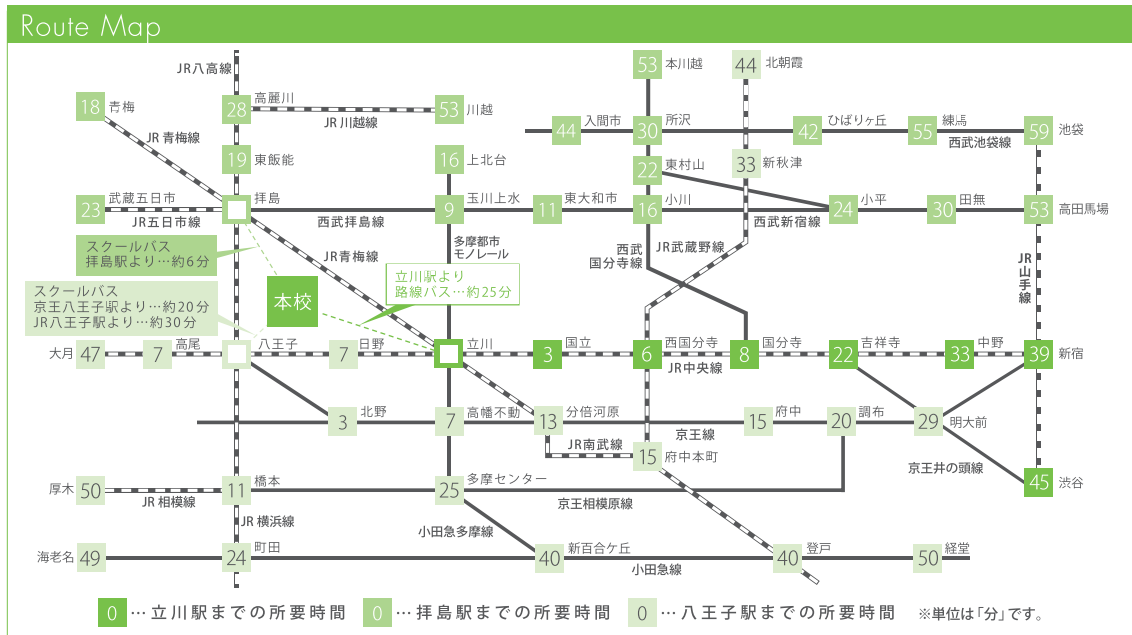 Route Map
JR八高線
53 本川越
44 北朝霞
18 青梅
28 高麗川
53 川越
JR川越線
JR青梅線
44 入間市
30 所沢
42 ひばりヶ丘
55 練馬
59 池袋
西武池袋線
19 東飯能
16 上北台
22 東村山
33 新秋津
23 武蔵五日市
拝島
9 玉川上水
11 東大和市
16 小川
24 小平
30 田無
53 高田馬場
JR五日市線
西武拝島線
西武新宿線
スクールバス
拝島駅より…約6分
JR青梅線
多摩都市
モノレール
西武
国分寺線
JR武蔵野線
JR
山手線
立川駅より
路線バス…約25分
スクールバス
京王八王子駅より…約20分
JR八王子駅より…約30分
本校
大月 47
7 高尾
八王子
7 日野
立川
3 国立
6 西国分寺
8 国分寺
22 吉祥寺
33 中野
39 新宿
JR中央線
3 北野
7 高幡不動
13 分倍河原
15 府中
20 調布
29 明大前
京王線
JR南武線
15 府中本町
京王井の頭線
45 渋谷
厚木 50
11 橋本
25 多摩センター
JR相模線
京王相模原線
JR横浜線
小田急多摩線
海老名 49
24 町田
40 新百合ケ丘
40 登戸
50 経堂
小田急線
0 …立川駅までの所要時間
0 …拝島駅までの所要時間
0 …八王子駅までの所要時間
※単位は「分」です。